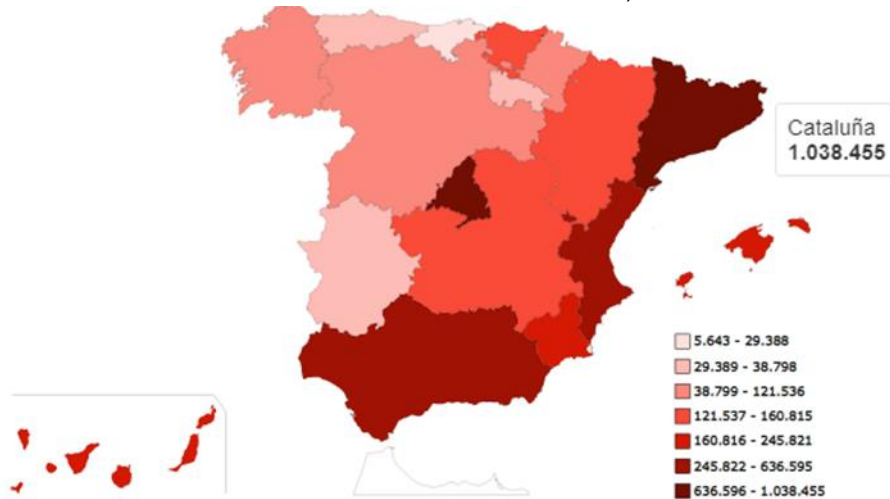 Cataluña
1.038.455
5.643 - 29.388
29.389 - 38.798
38.799 - 121.536
121.537 - 160.815
160.816 - 245.821
245.822 - 636.595
636.596 - 1.038.455